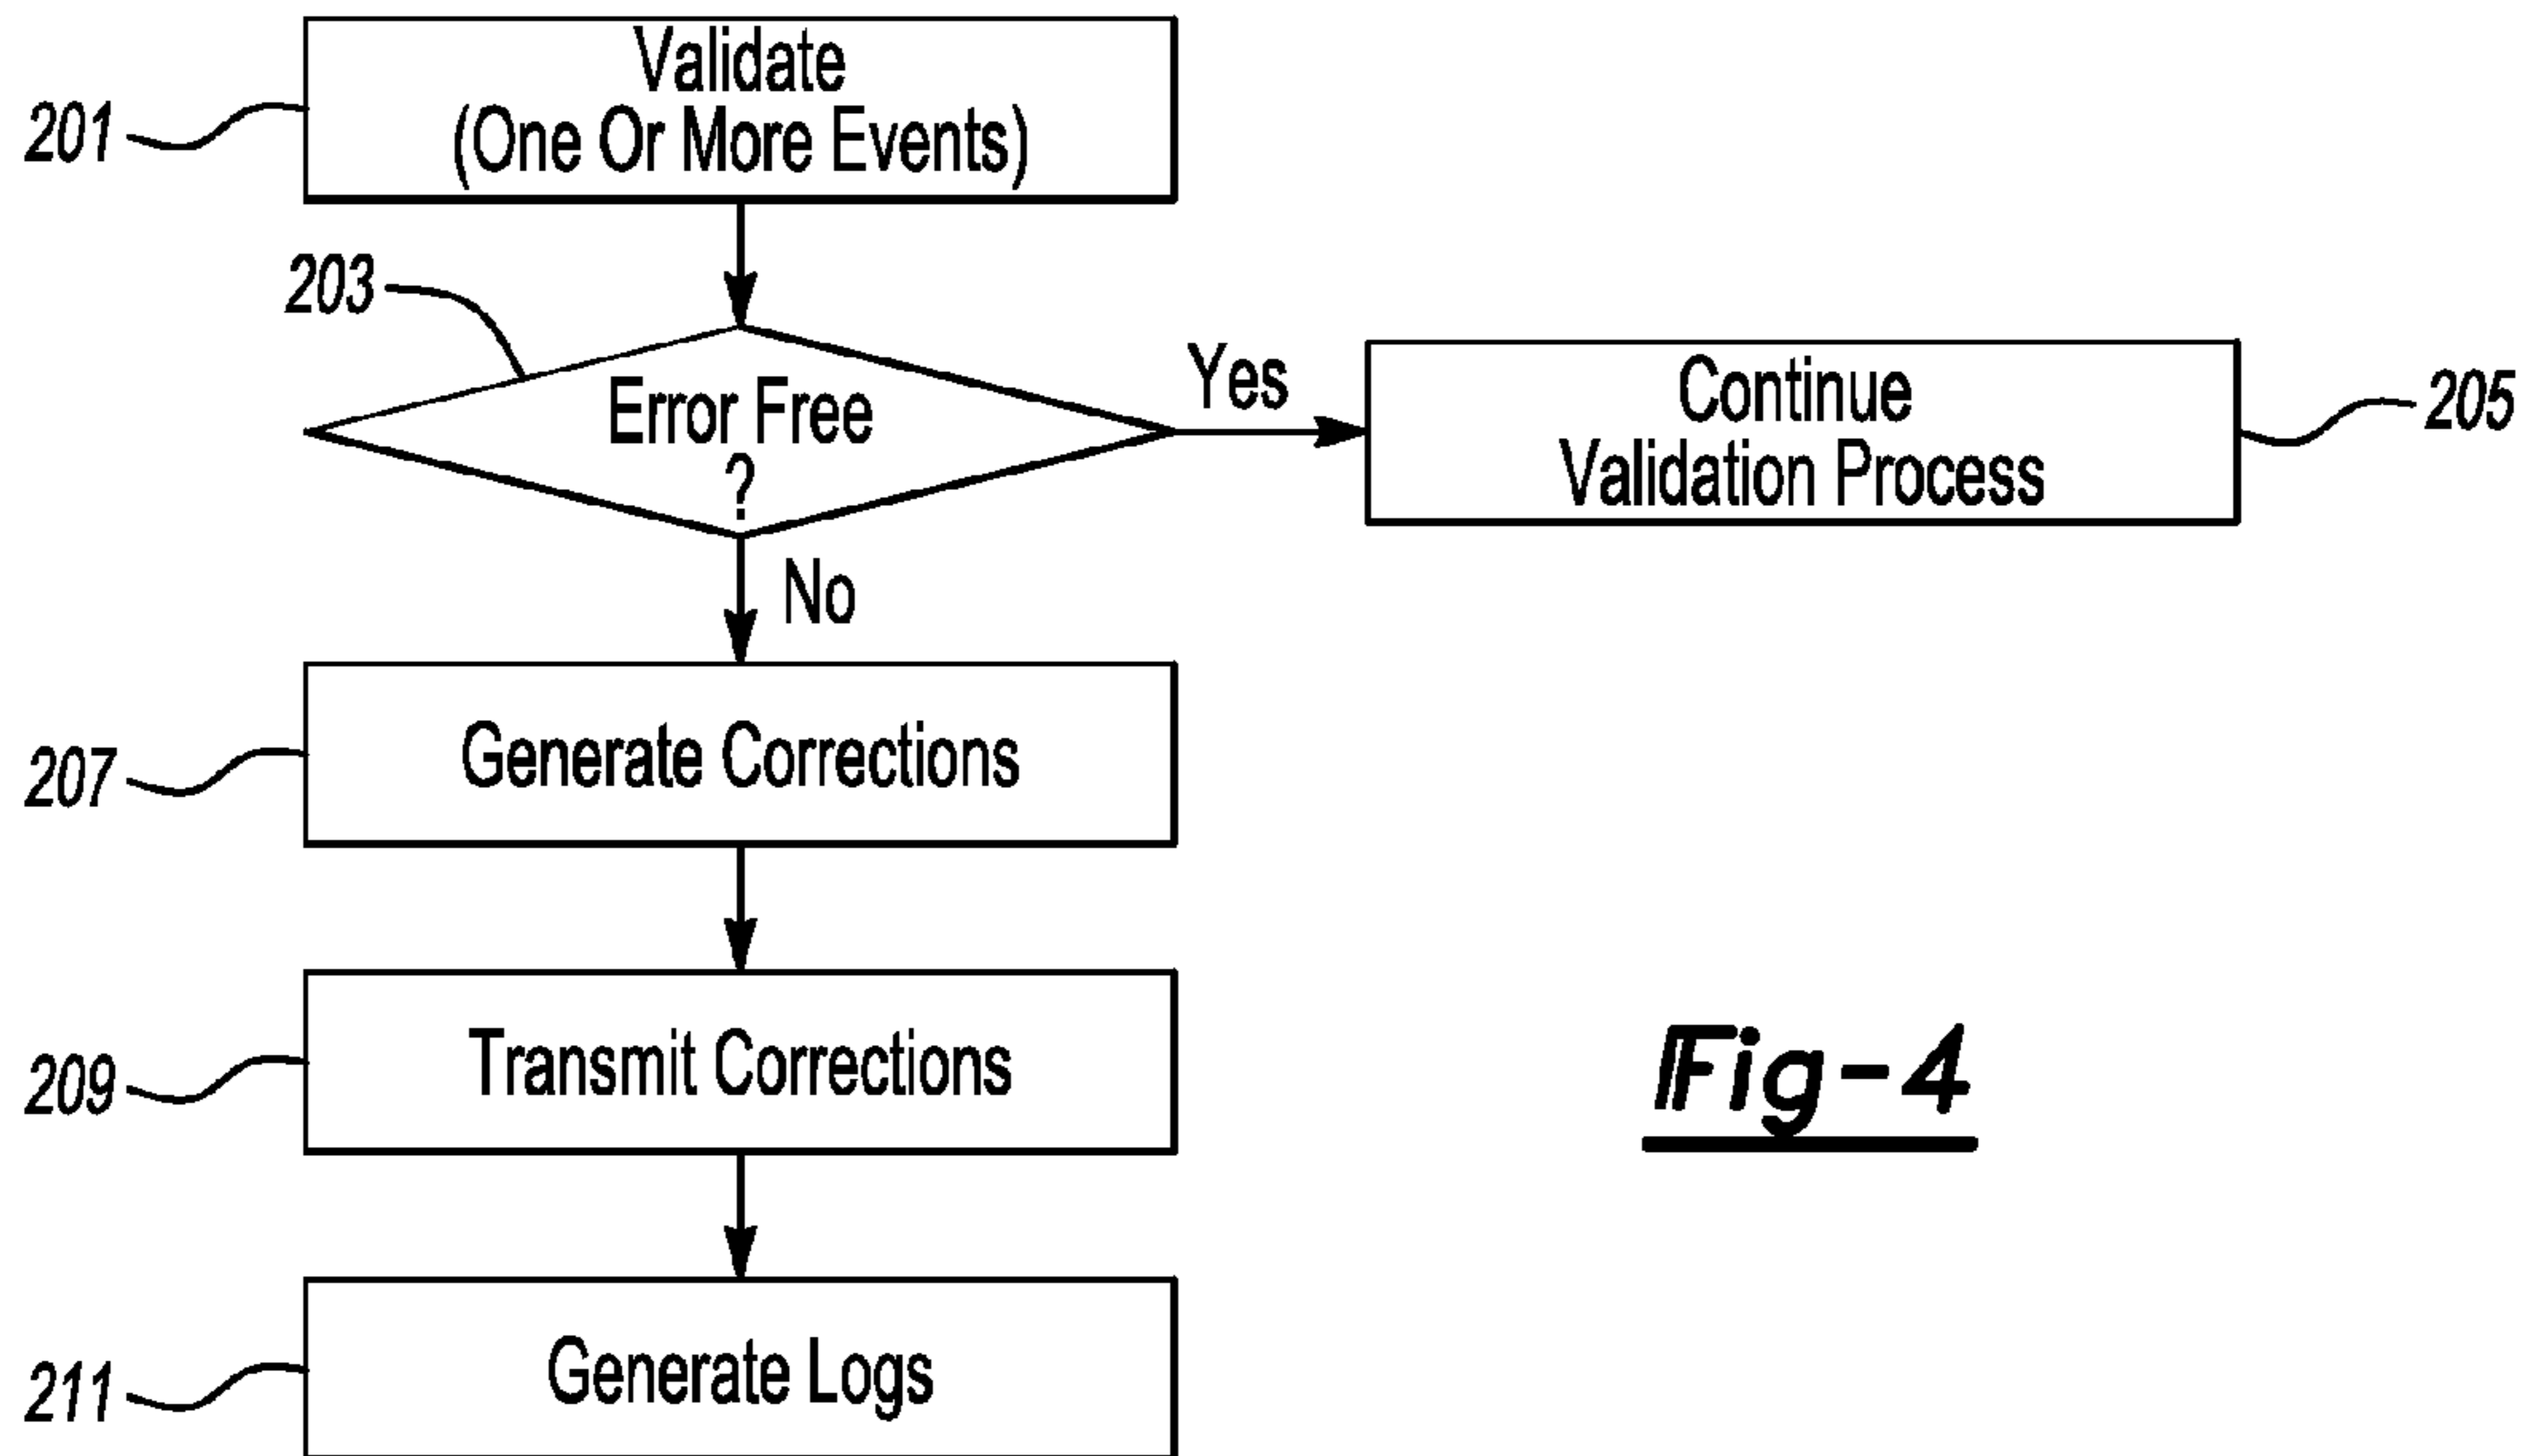 201
Validate
(One Or More Events)
203
Error Free
?
Yes
Continue
Validation Process
205
No
207
Generate Corrections
209
Transmit Corrections
Fig-4
211
Generate Logs